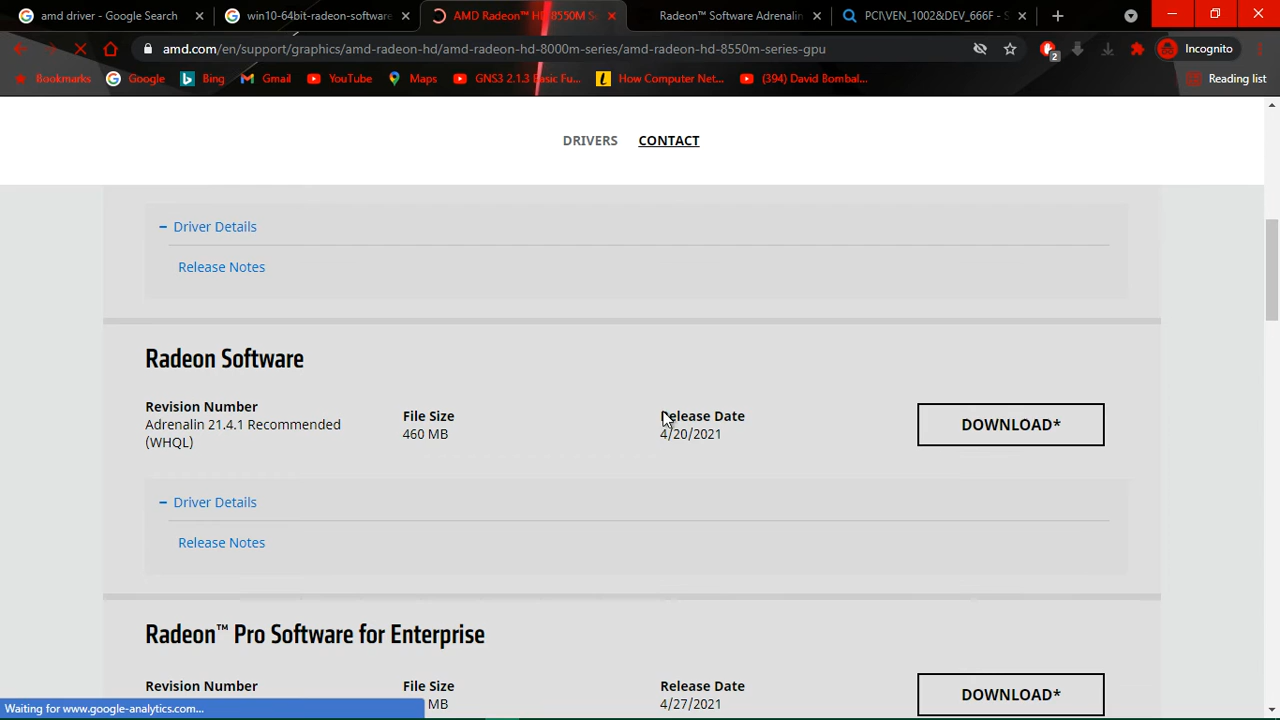 amd driver - Google Search
win10-64bit-radeon-software
AMD Radeon™ HD 8550M S
Radeon™ Software Adrenalin
PCI\VEN_1002&DEV_666F - S
amd.com/en/support/graphics/amd-radeon-hd/amd-radeon-hd-8000m-series/amd-radeon-hd-8550m-series-gpu
2
Incognito
Bookmarks
Google
Bing
Gmail
YouTube
Maps
GNS3 2.1.3 Basic Fu...
How Computer Net...
(394) David Bombal...
Reading list
DRIVERS
CONTACT
Driver Details
Release Notes
Radeon Software
Revision Number
Adrenalin 21.4.1 Recommended
(WHQL)
File Size
460 MB
Release Date
4/20/2021
DOWNLOAD*
Driver Details
Release Notes
Radeon™ Pro Software for Enterprise
Revision Number
File Size
MB
Release Date
4/27/2021
DOWNLOAD*
Waiting for www.google-analytics.com...